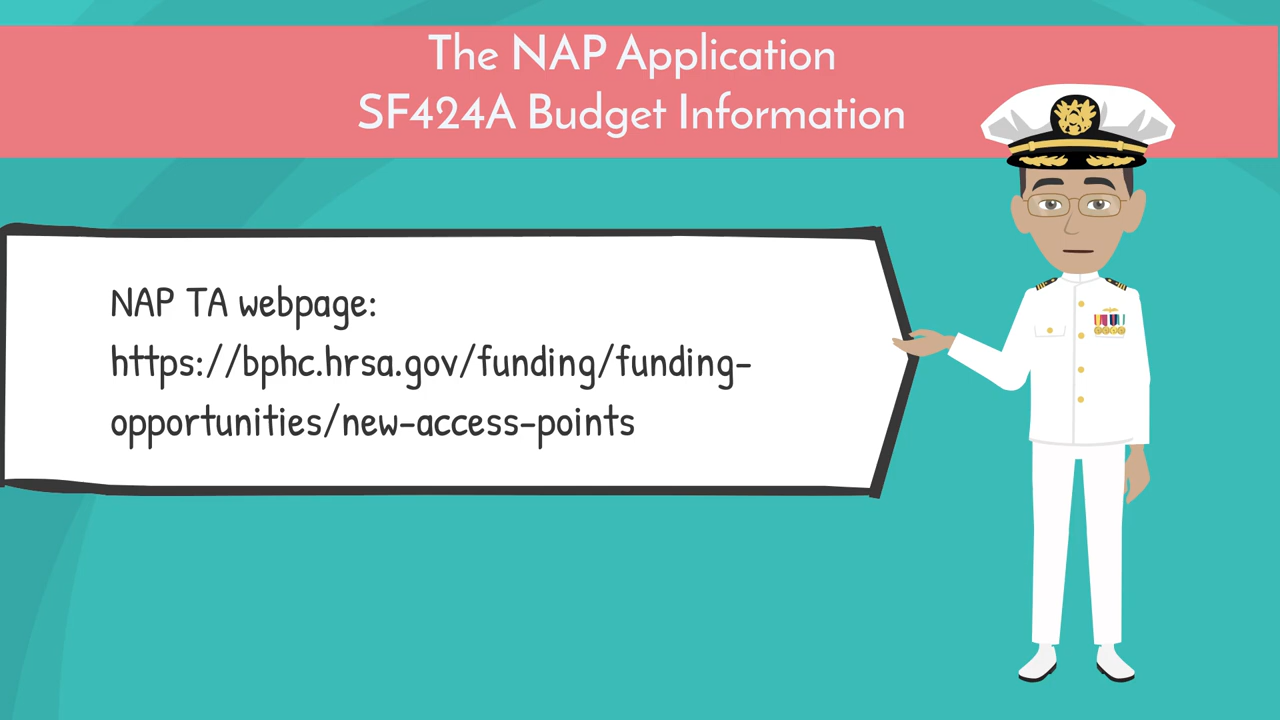 The NAP Application
SF424A Budget Information
NAP TA webpage:
https://bphc.hrsa.gov/funding/funding-
opportunities/new-access-points